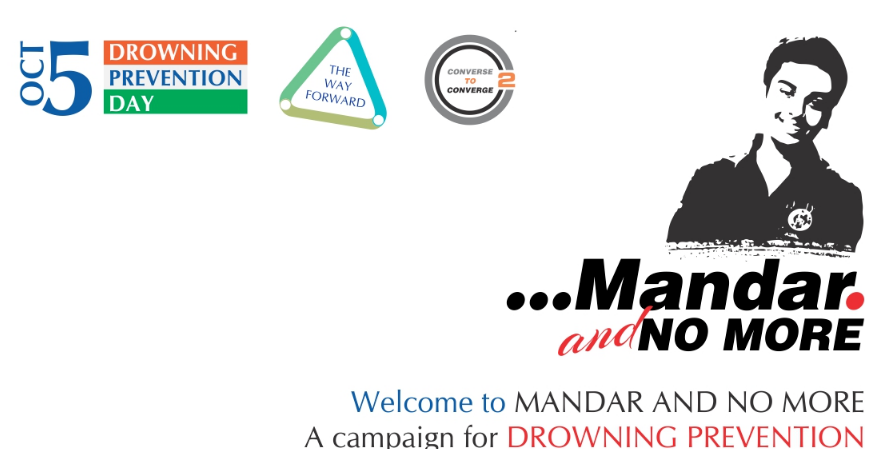 OCT 5
DROWNING
PREVENTION
DAY
THE
WAY
FORWARD
CONVERSE
TO
CONVERGE 2
...Mandar.
and NO MORE
Welcome to MANDAR AND NO MORE
A campaign for DROWNING PREVENTION